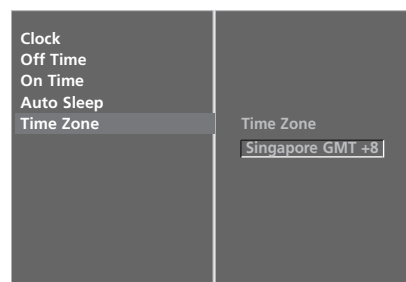 Clock
Off Time
On Time
Auto Sleep
Time Zone
Time Zone
Singapore GMT +8